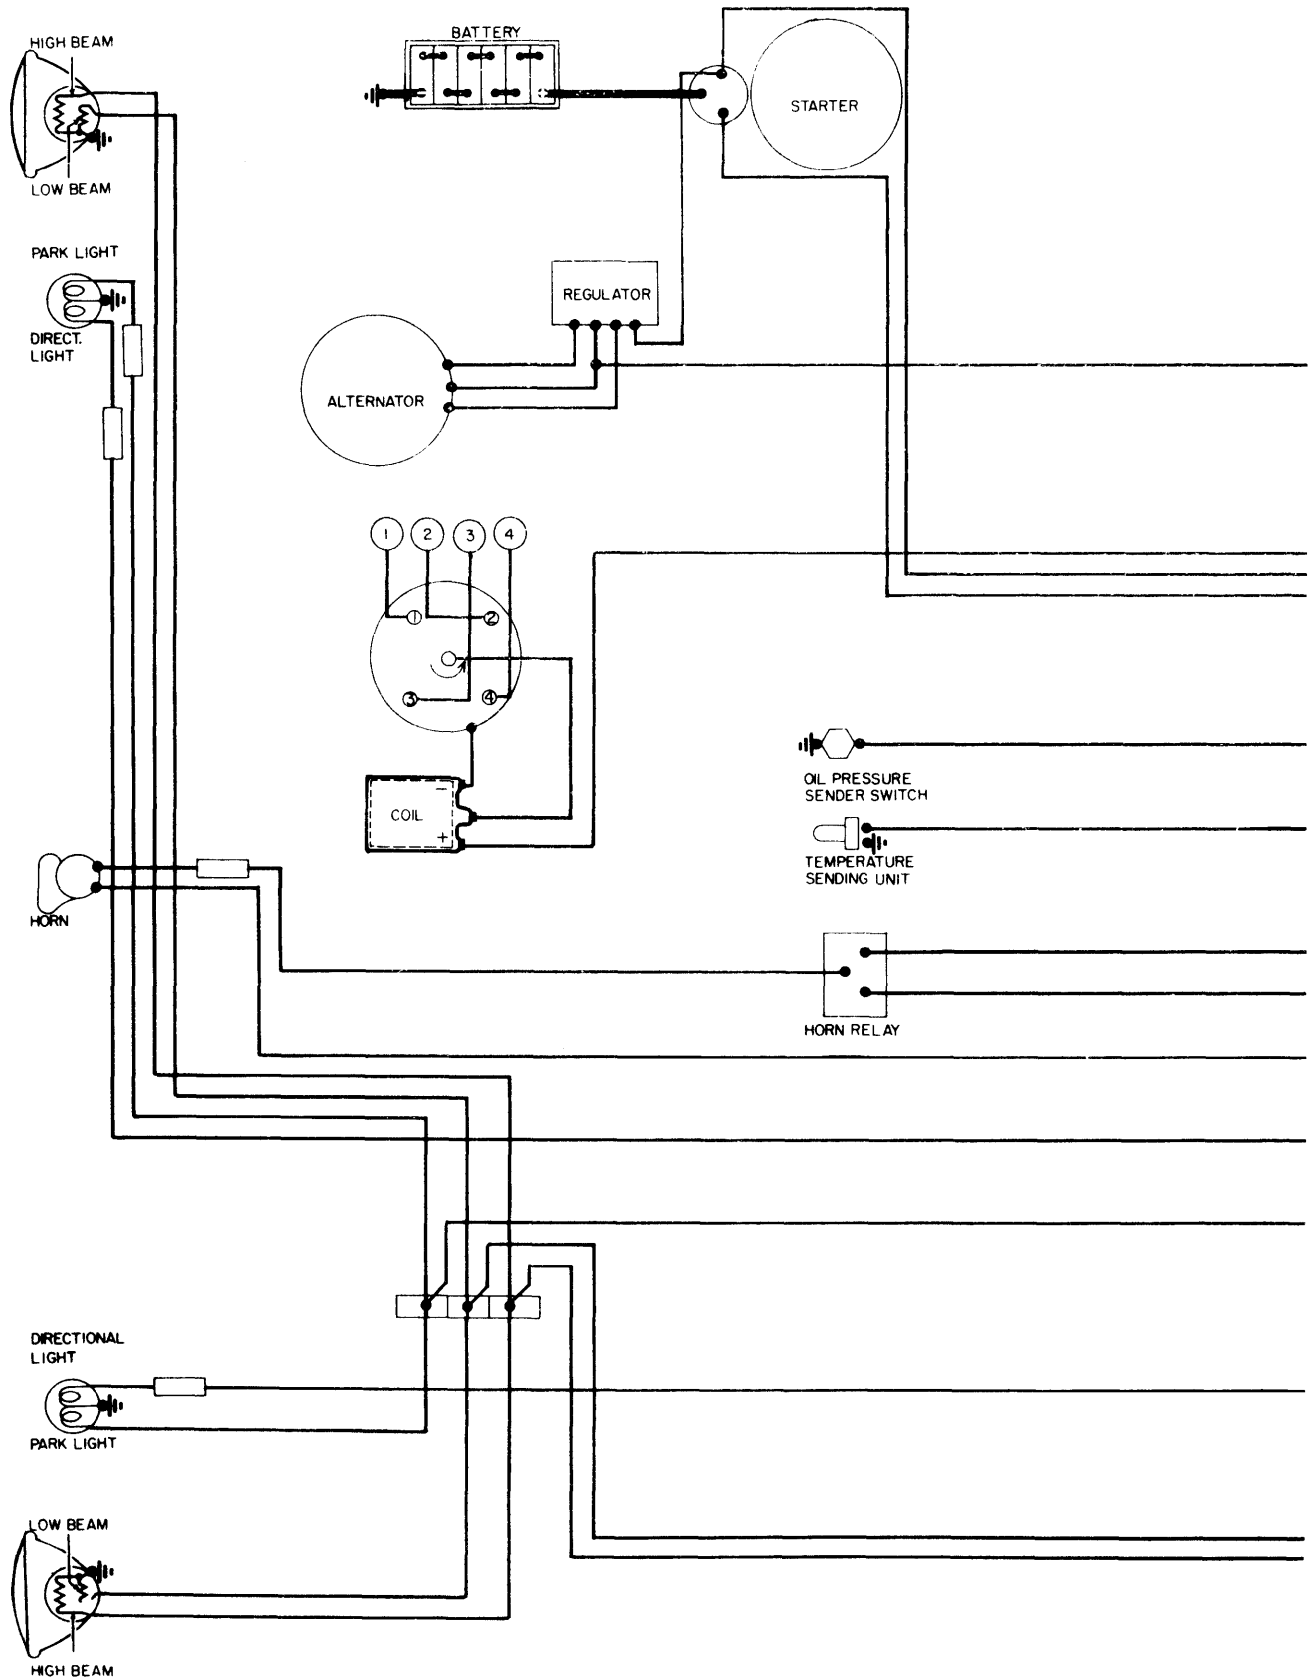 HIGH BEAM
LOW BEAM
BATTERY
STARTER
PARK LIGHT
DIRECT.
LIGHT
REGULATOR
ALTERNATOR
1 2 3 4
1 2
3 4
-
COIL
+
OIL PRESSURE
SENDER SWITCH
TEMPERATURE
SENDING UNIT
HORN
HORN RELAY
DIRECTIONAL
LIGHT
PARK LIGHT
LOW BEAM
HIGH BEAM